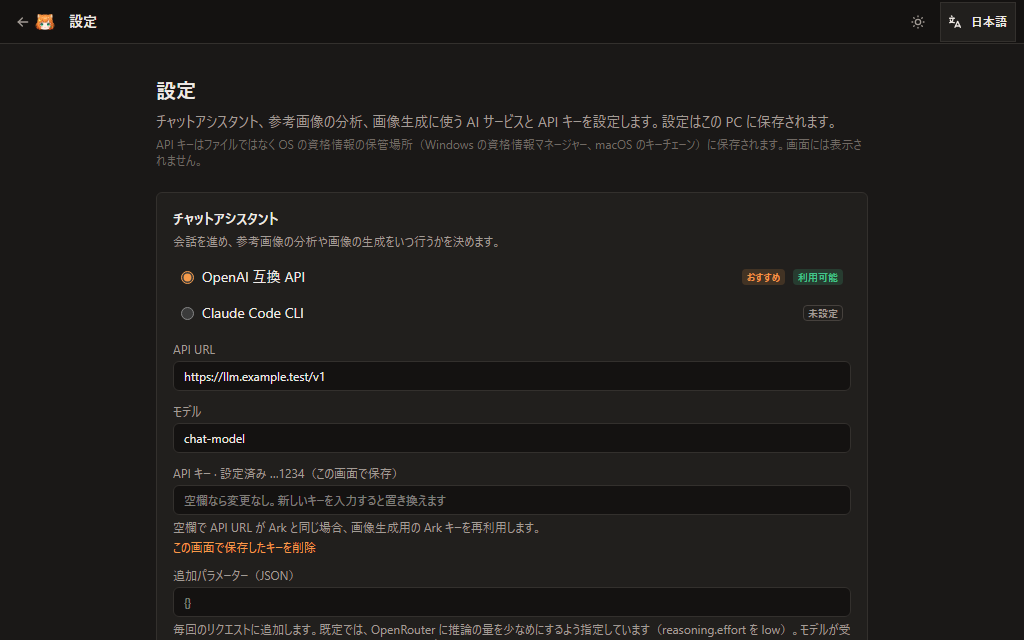 設定
日本語
設定
チャットアシスタント、参考画像の分析、画像生成に使う AI サービスと API キーを設定します。設定はこの PC に保存されます。
API キーはファイルではなく OS の資格情報の保管場所（Windows の資格情報マネージャー、macOS のキーチェーン）に保存されます。画面には表示さ
れません。
チャットアシスタント
会話を進め、参考画像の分析や画像の生成をいつ行うかを決めます。
OpenAI 互換 API
おすすめ
利用可能
Claude Code CLI
未設定
API URL
https://llm.example.test/v1
モデル
chat-model
API キー · 設定済み ...1234（この画面で保存）
空欄なら変更なし。新しいキーを入力すると置き換えます
空欄で API URL が Ark と同じ場合、画像生成用の Ark キーを再利用します。
この画面で保存したキーを削除
追加パラメーター（JSON）
{}
毎回のリクエストに追加します。既定では、OpenRouter に推論の量を少なめにするよう指定しています（reasoning.effort を low）。モデルが受